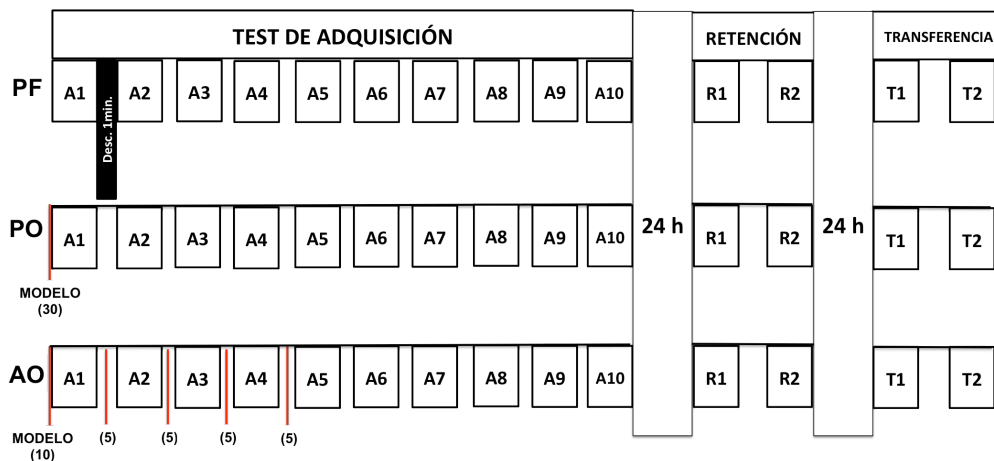 TEST DE ADQUISICIÓN RETENCIÓN TRANSFERENCIA
PF A1 A2 A3 A4 A5 A6 A7 A8 A9 A10 R1 R2 T1 T2
Desc. 1min.
PO A1 A2 A3 A4 A5 A6 A7 A8 A9 A10 24 h R1 R2 24 h T1 T2
MODELO
(30)
AO A1 A2 A3 A4 A5 A6 A7 A8 A9 A10 R1 R2 T1 T2
MODELO (5) (5) (5) (5)
(10)